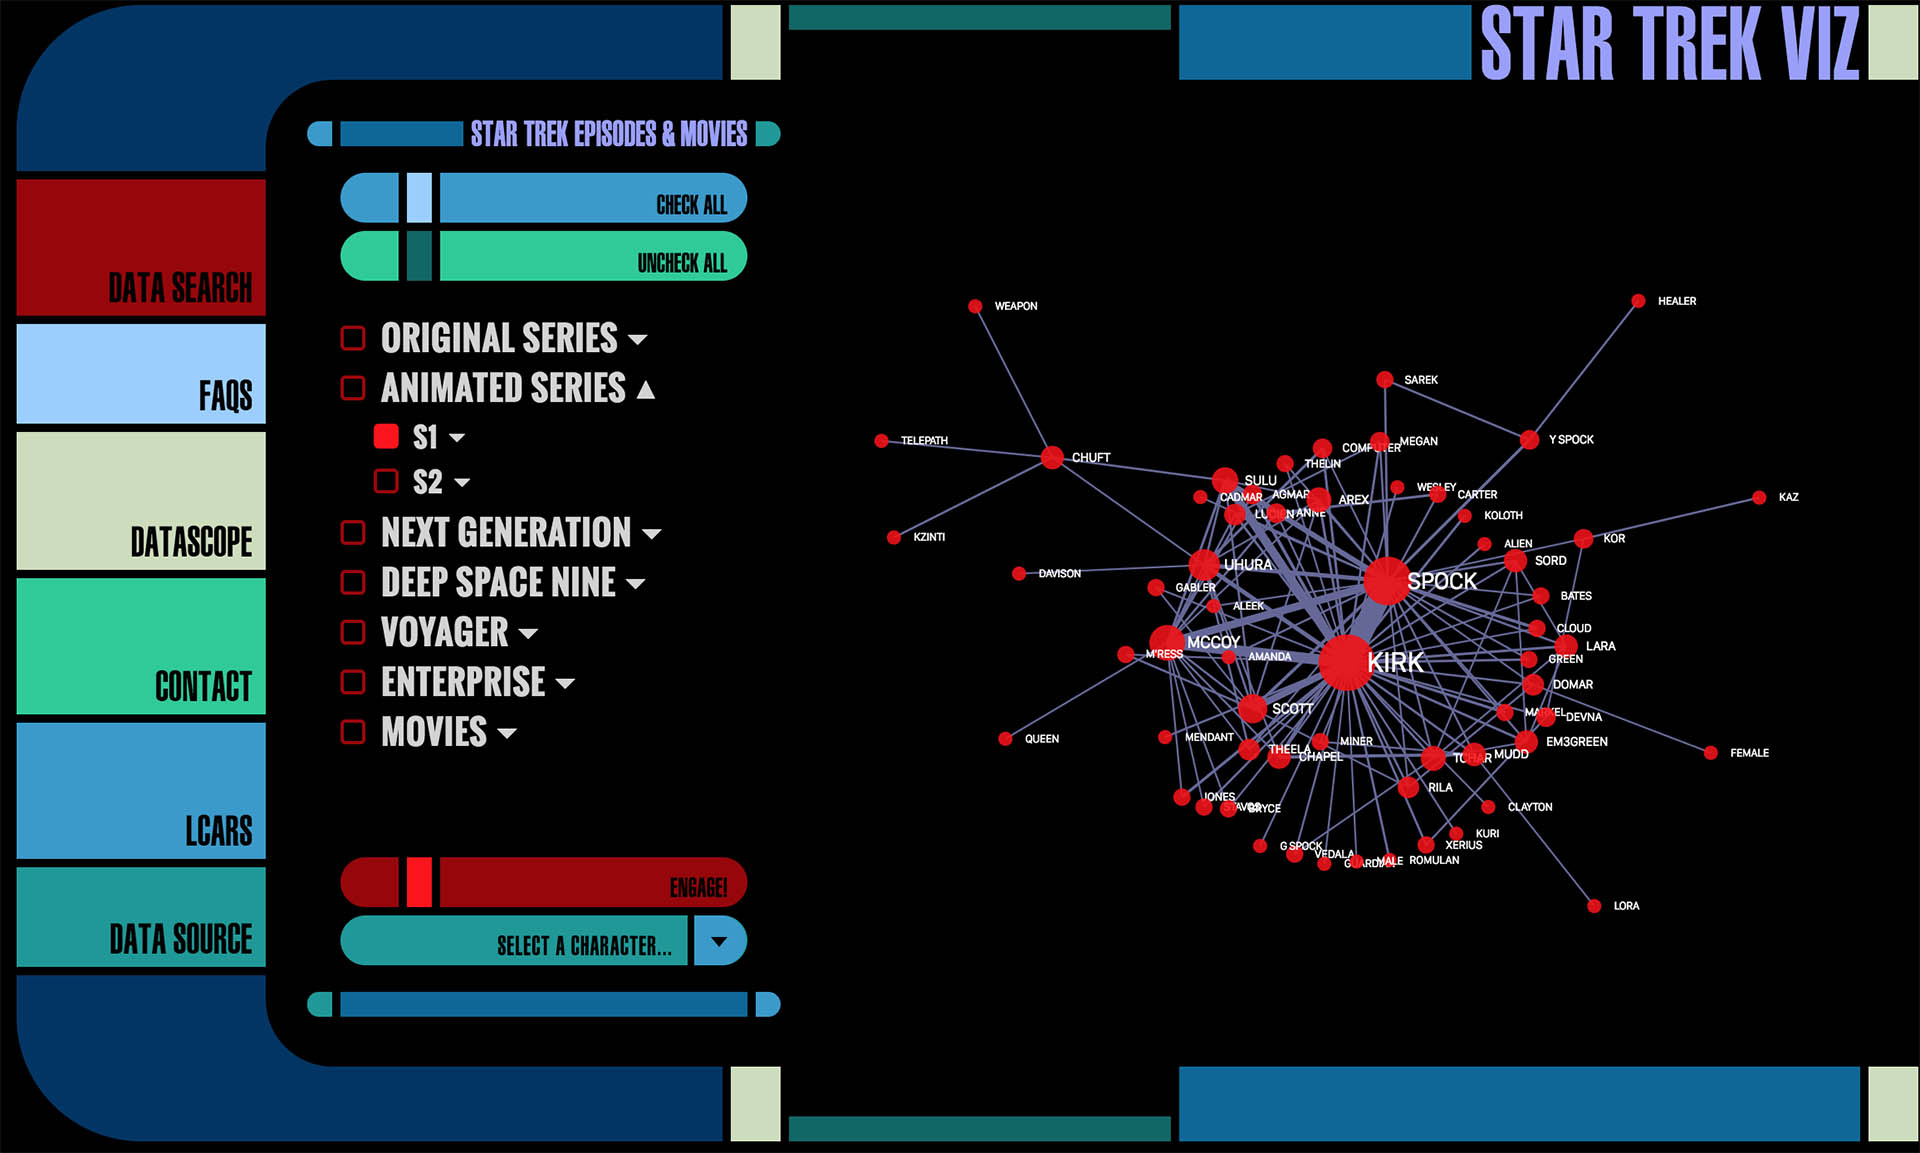 STAR TREK VIZ
STAR TREK EPISODES & MOVIES
CHECK ALL
UNCHECK ALL
DATA SEARCH
FAQS
DATASCOPE
CONTACT
LCARS
DATA SOURCE
ORIGINAL SERIES
ANIMATED SERIES
S1
S2
NEXT GENERATION
DEEP SPACE NINE
VOYAGER
ENTERPRISE
MOVIES
ENGAGE!
SELECT A CHARACTER...
WEAPON
HEALER
SAREK
TELEPATH
CHUFT
COMPUTER
MEGAN
Y SPOCK
THELIN
SULU
CADMAR
AGMAR
AREX
WESLEY
CARTER
KAZ
LUCIEN
ANNE
KOLOTH
KZINTI
ALIEN
KOR
SORD
UHURA
DAVISON
SPOCK
GABLER
BATES
ALEEK
CLOUD
MCCOY
LARA
M'RESS
AMANDA
KIRK
GREEN
DOMAR
SCOTT
DEVNA
QUEEN
MENDANT
THEELA
MINER
EM3GREEN
CHAPEL
MUDD
FEMALE
RILA
JONES
BRYCE
CLAYTON
KURI
G SPOCK
XERIUS
VEDALA
MALE
ROMULAN
LORA